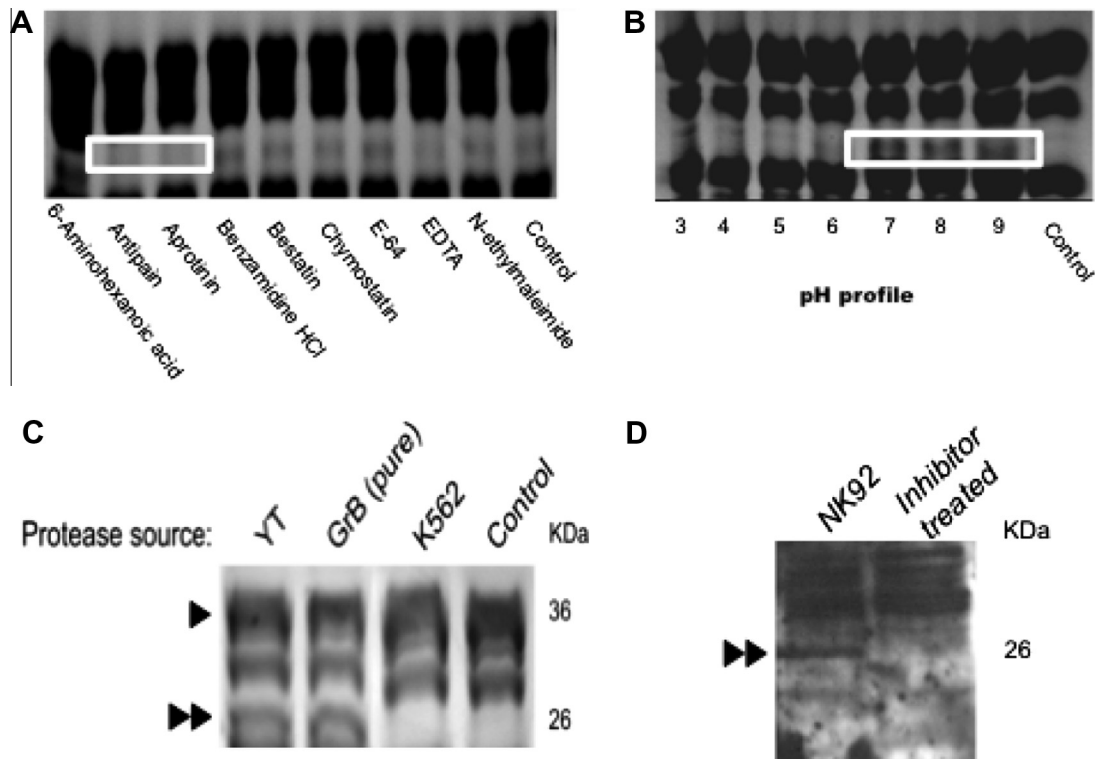 A
6-Aminohexanoic acid
Antipain
Aprotinin
Benzamidine HCl
Bestatin
Chymostatin
E-64
EDTA
N-ethylmaleimide
Control
B
3 4 5 6 7 8 9 Control
pH profile
C
Protease source: YT GrB (pure) K562 Control KDa
36
26
D
NK92
Inhibitor
treated
KDa
26